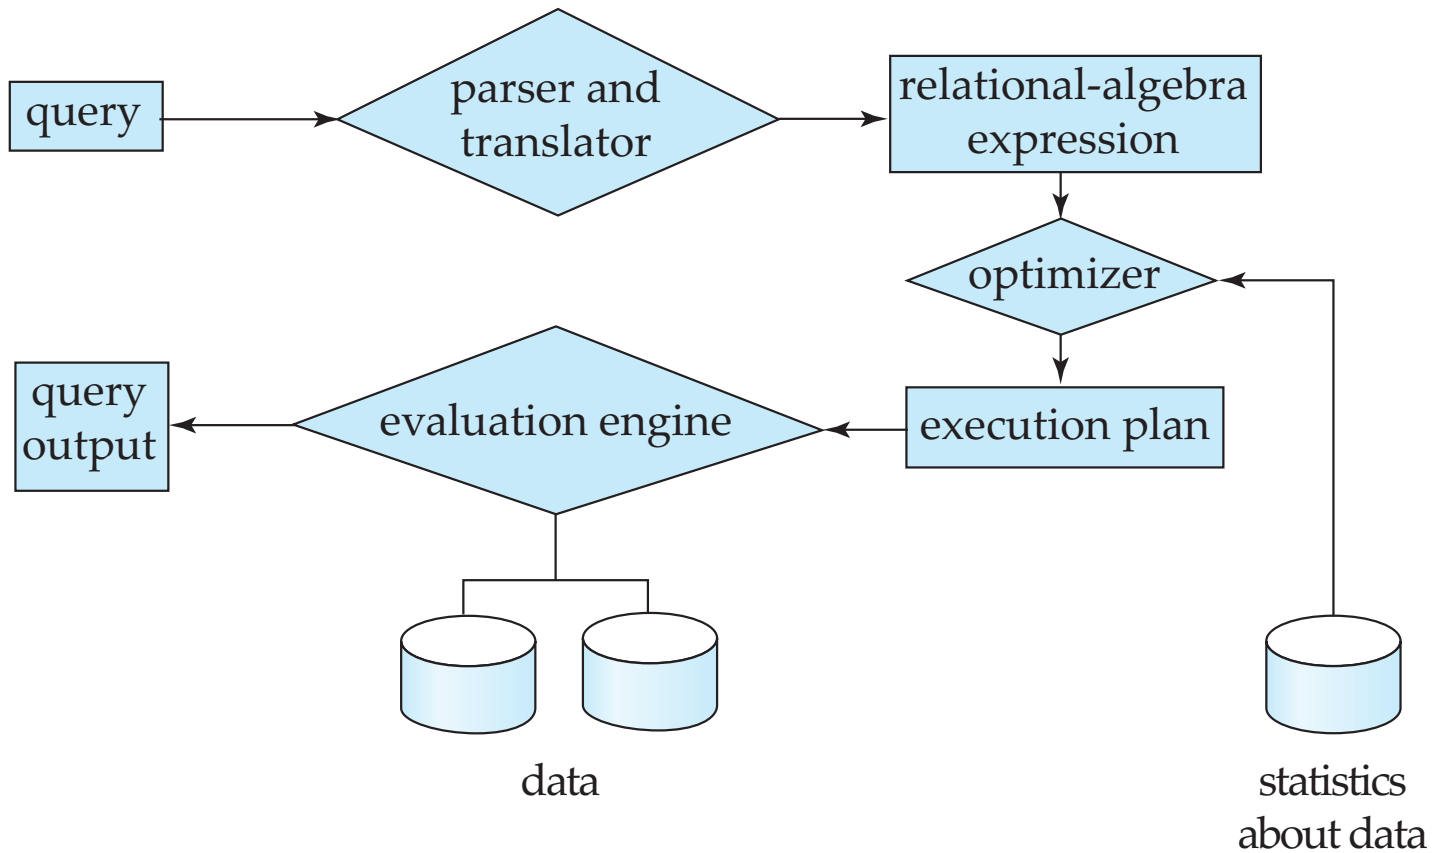 query
parser and
translator
relational-algebra
expression
optimizer
query
output
evaluation engine
execution plan
data
statistics
about data